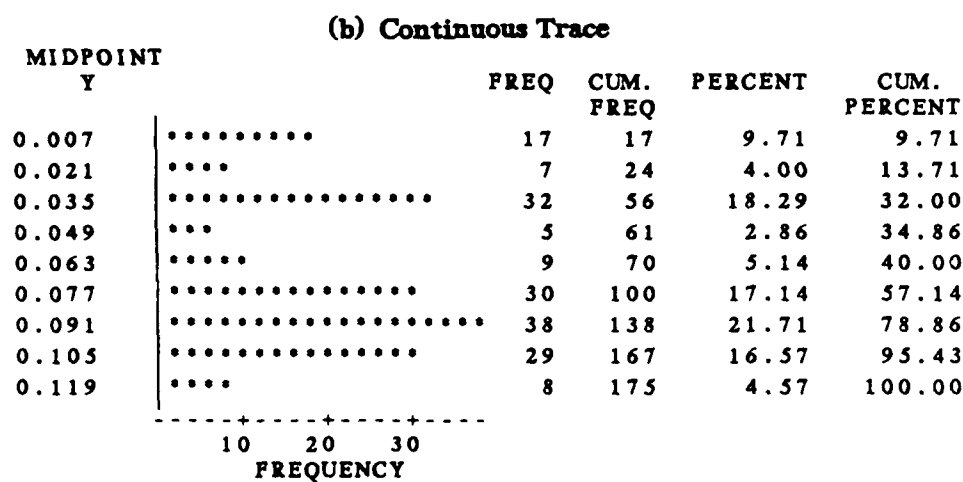 (b) Continuous Trace
MIDPOINT
Y FREQ CUM. PERCENT CUM.
FREQ PERCENT
0.007 ********* 17 17 9.71 9.71
0.021 **** 7 24 4.00 13.71
0.035 **************** 32 56 18.29 32.00
0.049 *** 5 61 2.86 34.86
0.063 ***** 9 70 5.14 40.00
0.077 *************** 30 100 17.14 57.14
0.091 ******************* 38 138 21.71 78.86
0.105 *************** 29 167 16.57 95.43
0.119 **** 8 175 4.57 100.00
-----+----+----+----
10 20 30
FREQUENCY